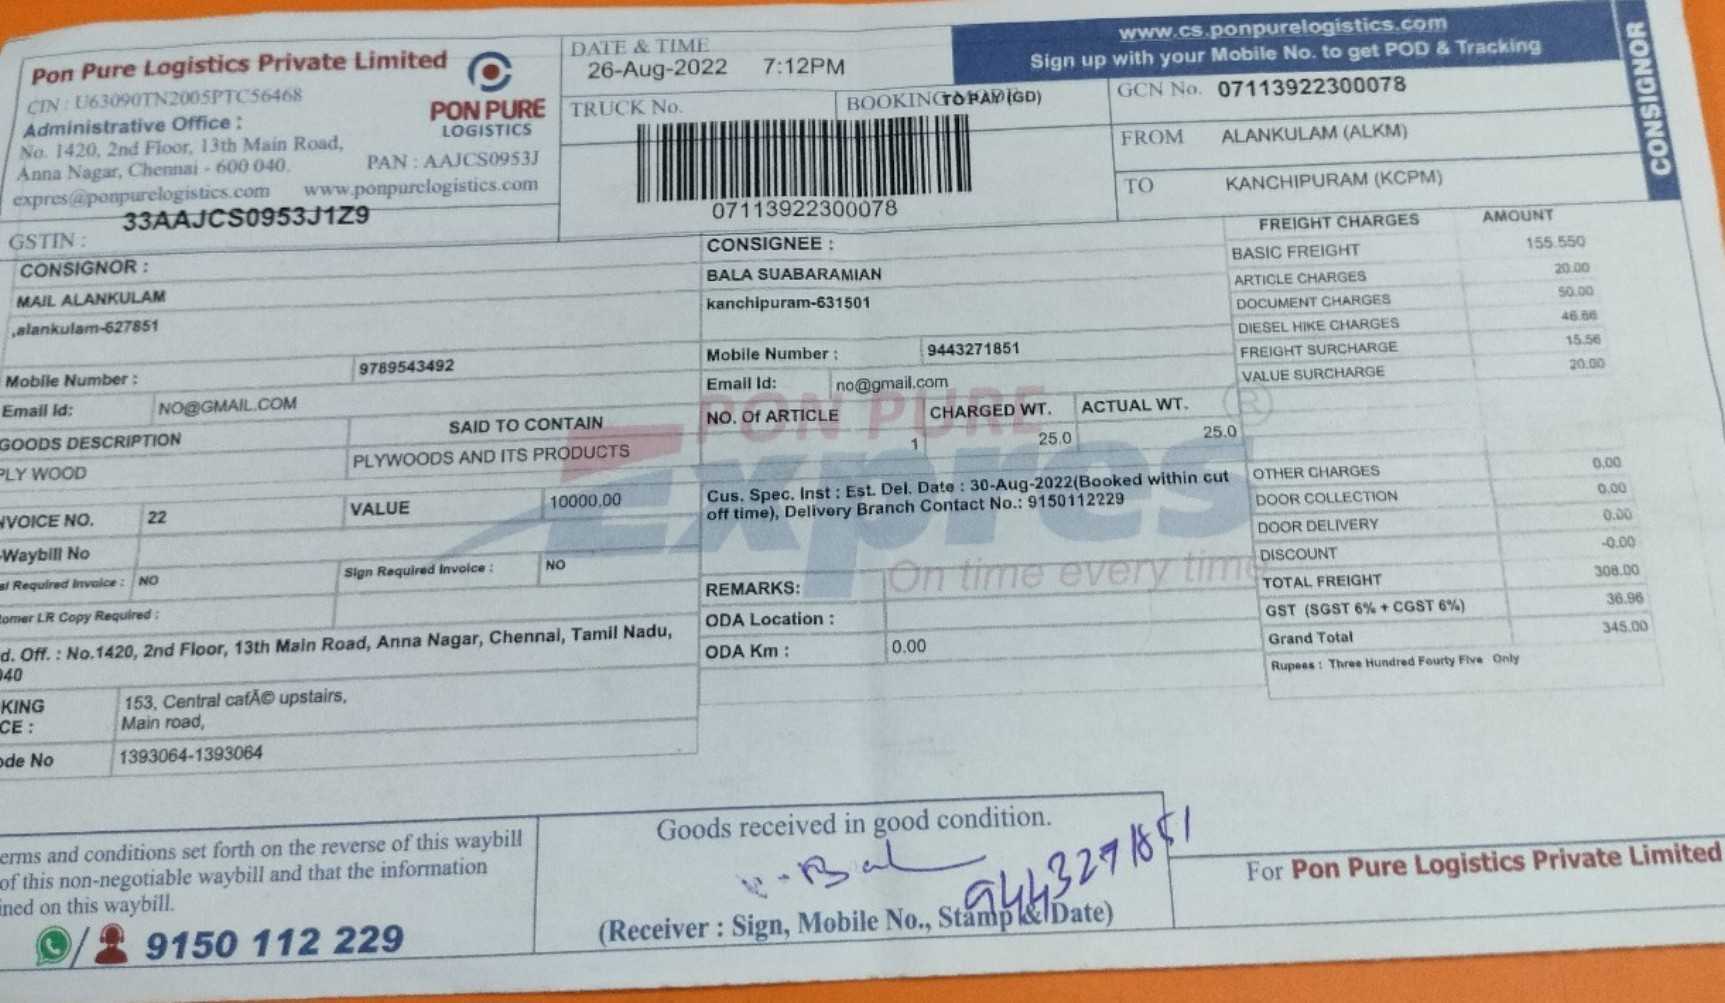 Pon Pure Logistics Private Limited
CIN : U63090TN2005PTC56468
Administrative Office :
No. 1420, 2nd Floor, 13th Main Road,
Anna Nagar, Chennai - 600 040.
PAN : AAJCS0953J
expres@ponpurelogistics.com www.ponpurelogistics.com
GSTIN : 33AAJCS0953J1Z9
PON PURE
LOGISTICS
DATE & TIME
26-Aug-2022 7:12PM
TRUCK No.
BOOKING
TO PAY (GD)
07113922300078
www.cs.ponpurelogistics.com
Sign up with your Mobile No. to get POD & Tracking
GCN No. 07113922300078
FROM ALANKULAM (ALKM)
TO KANCHIPURAM (KCPM)
CONSIGNOR
CONSIGNOR :
MAIL ALANKULAM
,alankulam-627851
Mobile Number : 9789543492
Email Id: NO@GMAIL.COM
GOODS DESCRIPTION SAID TO CONTAIN
PLY WOOD PLYWOODS AND ITS PRODUCTS
NVOICE NO. 22 VALUE 10000.00
-Waybill No
al Required Invoice : NO Sign Required Invoice : NO
tomer LR Copy Required :
d. Off. : No.1420, 2nd Floor, 13th Main Road, Anna Nagar, Chennai, Tamil Nadu,
040
KING
CE :
153, Central cafÃ© upstairs,
Main road,
ode No 1393064-1393064
CONSIGNEE :
BALA SUABARAMIAN
kanchipuram-631501
Mobile Number : 9443271851
Email Id: no@gmail.com
NO. Of ARTICLE CHARGED WT. ACTUAL WT.
1 25.0 25.0
Cus. Spec. Inst : Est. Del. Date : 30-Aug-2022(Booked within cut
off time), Delivery Branch Contact No.: 9150112229
REMARKS:
ODA Location :
ODA Km : 0.00
PON PURE
Expres
®
On time every time
FREIGHT CHARGES AMOUNT
BASIC FREIGHT 155.550
ARTICLE CHARGES 20.00
DOCUMENT CHARGES 50.00
DIESEL HIKE CHARGES 46.66
FREIGHT SURCHARGE 15.56
VALUE SURCHARGE 20.00
OTHER CHARGES 0.00
DOOR COLLECTION 0.00
DOOR DELIVERY 0.00
DISCOUNT -0.00
TOTAL FREIGHT 308.00
GST (SGST 6% + CGST 6%) 36.96
Grand Total 345.00
Rupees : Three Hundred Fourty Five Only
erms and conditions set forth on the reverse of this waybill
of this non-negotiable waybill and that the information
ined on this waybill.
9150 112 229
Goods received in good condition.
9443271851
(Receiver : Sign, Mobile No., Stamp & Date)
For Pon Pure Logistics Private Limited